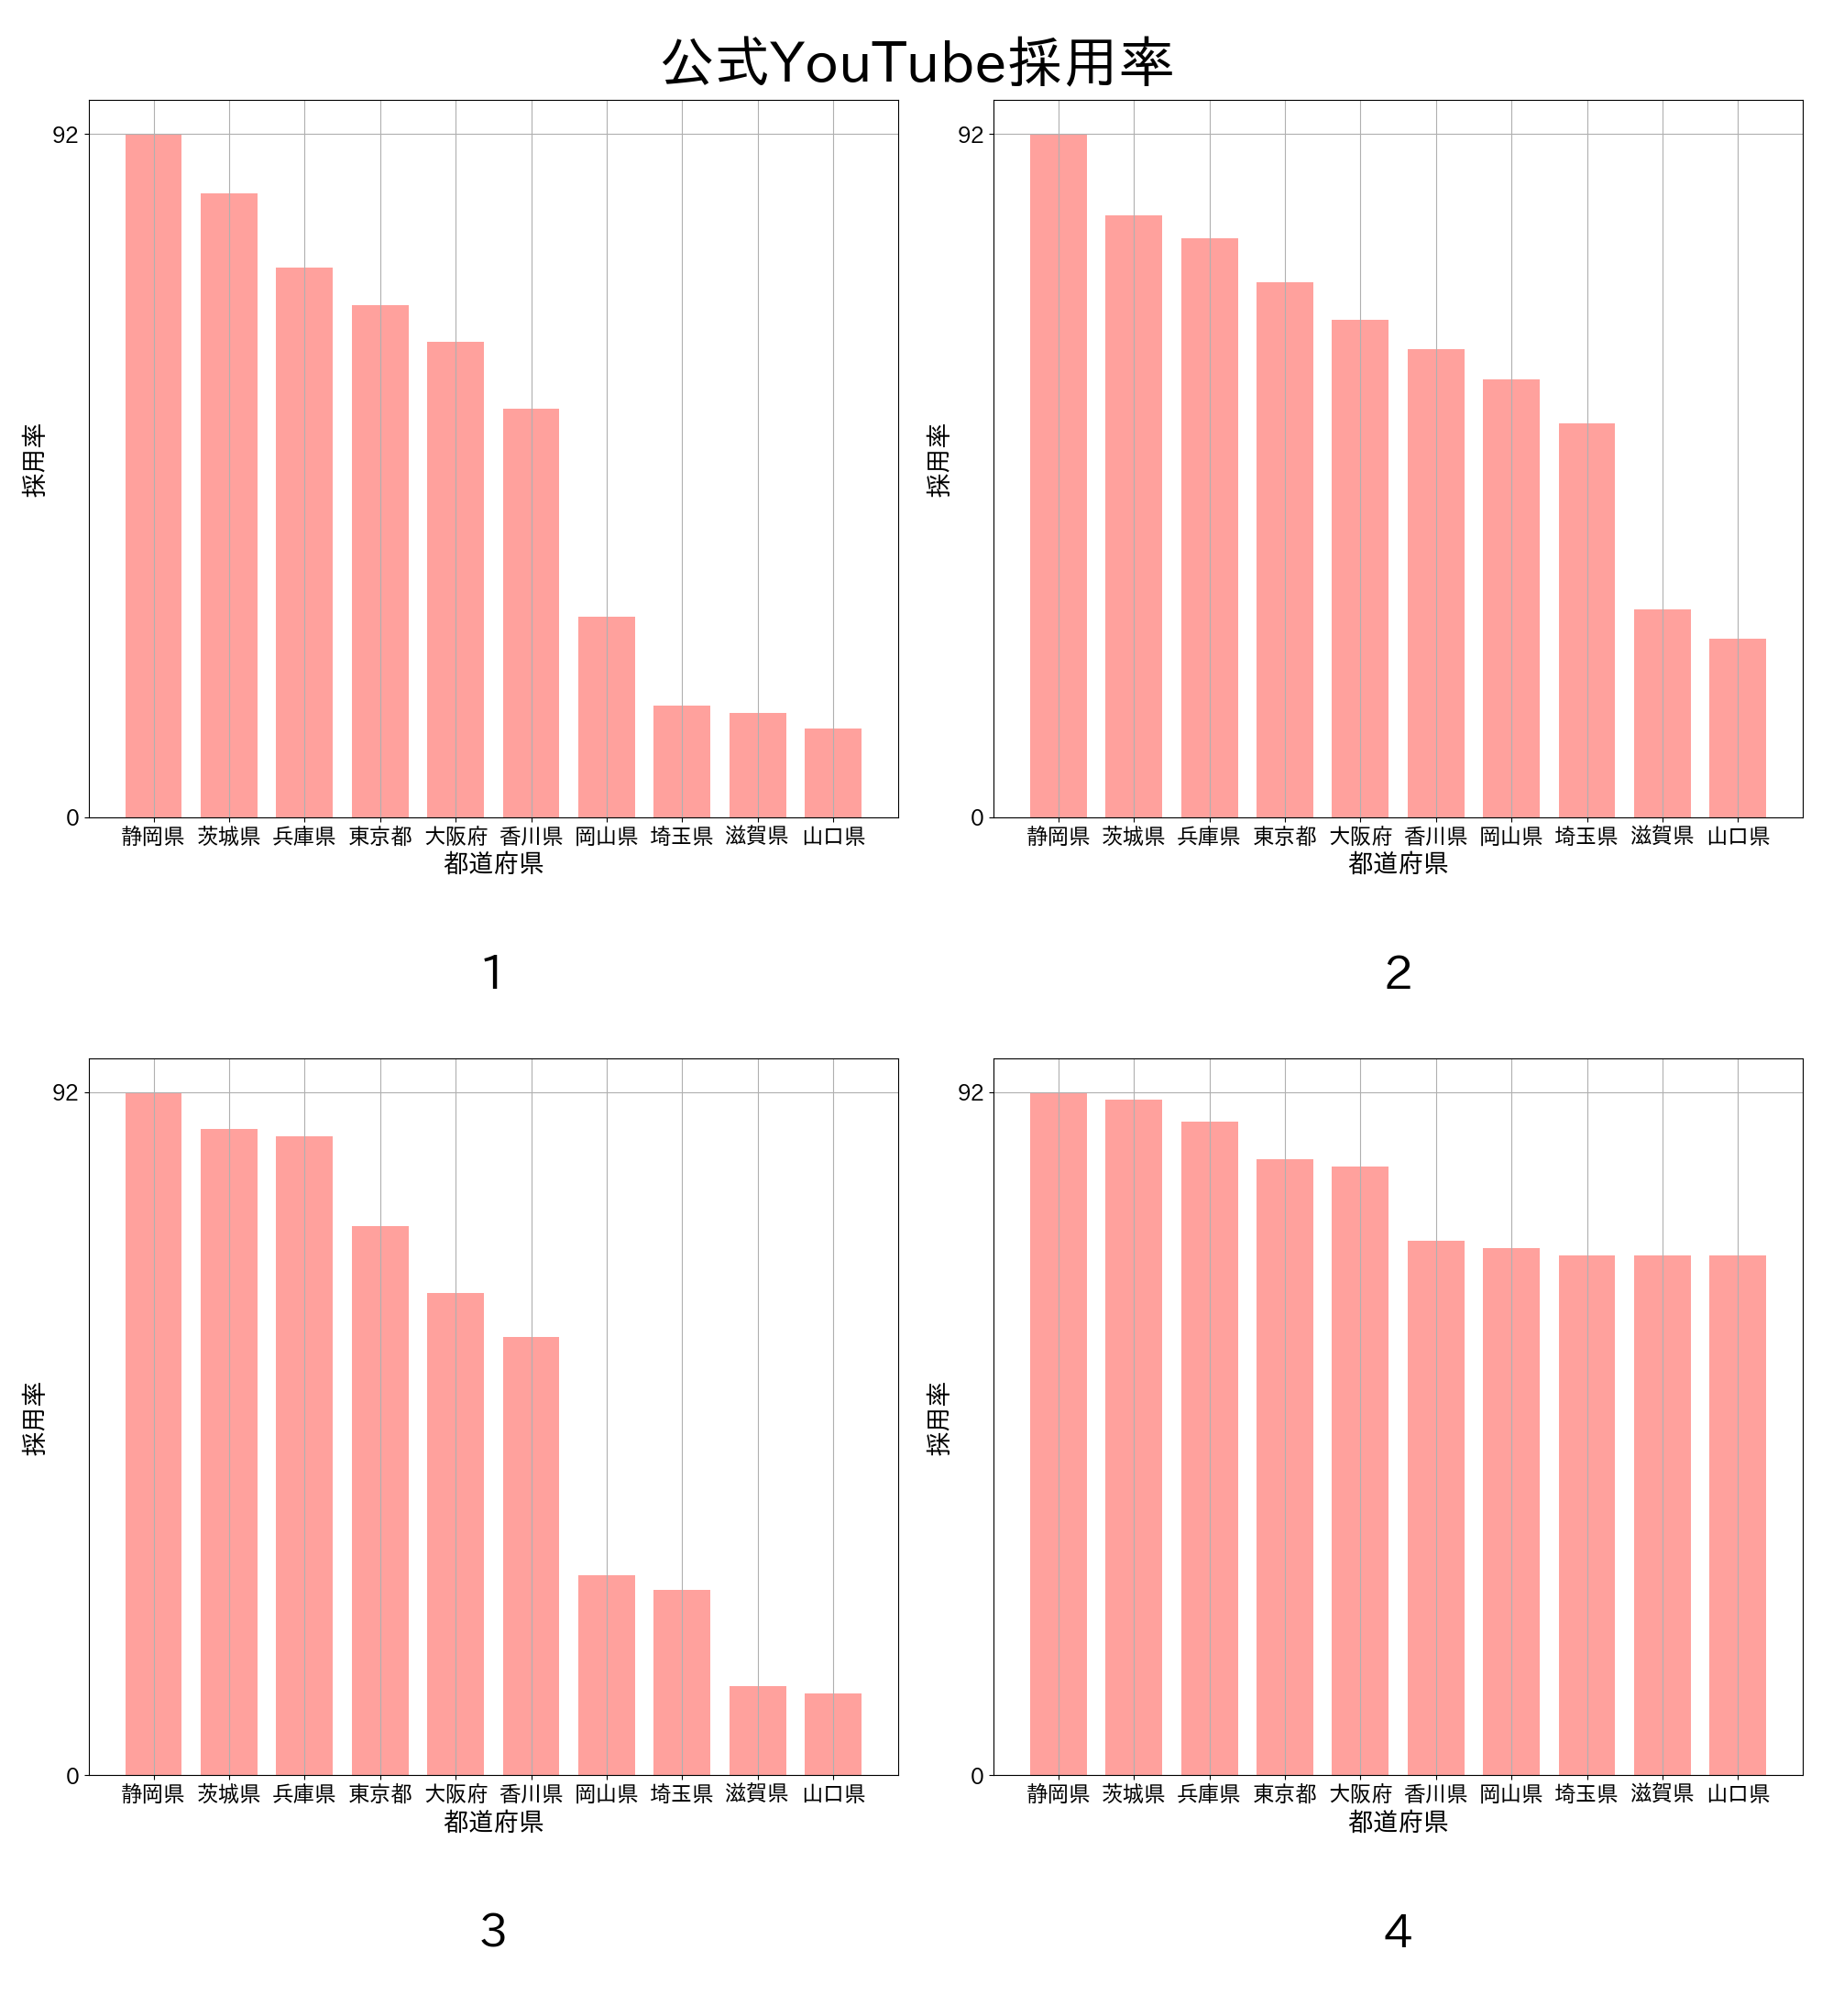 公式YouTube採用率
92
0
採用率
静岡県 茨城県 兵庫県 東京都 大阪府 香川県 岡山県 埼玉県 滋賀県 山口県
都道府県
1
92
0
採用率
静岡県 茨城県 兵庫県 東京都 大阪府 香川県 岡山県 埼玉県 滋賀県 山口県
都道府県
2
92
0
採用率
静岡県 茨城県 兵庫県 東京都 大阪府 香川県 岡山県 埼玉県 滋賀県 山口県
都道府県
3
92
0
採用率
静岡県 茨城県 兵庫県 東京都 大阪府 香川県 岡山県 埼玉県 滋賀県 山口県
都道府県
4